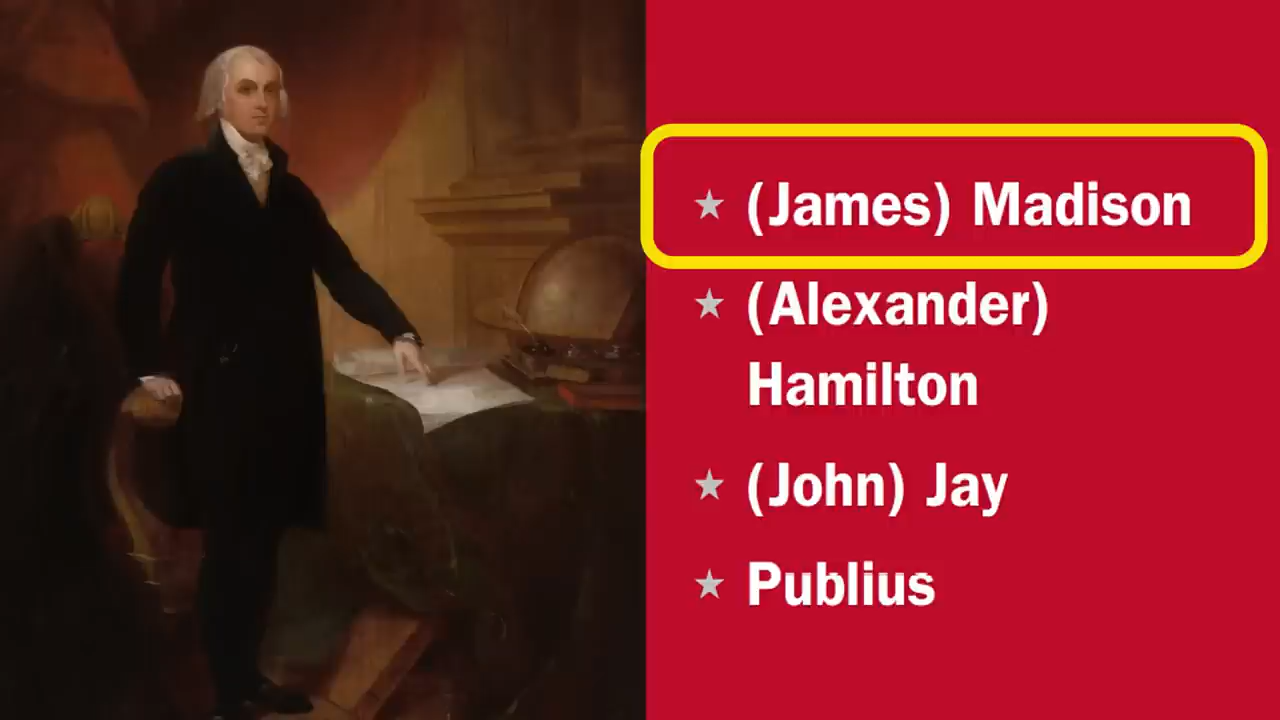 ★ (James) Madison
★ (Alexander)
Hamilton
★ (John) Jay
★ Publius